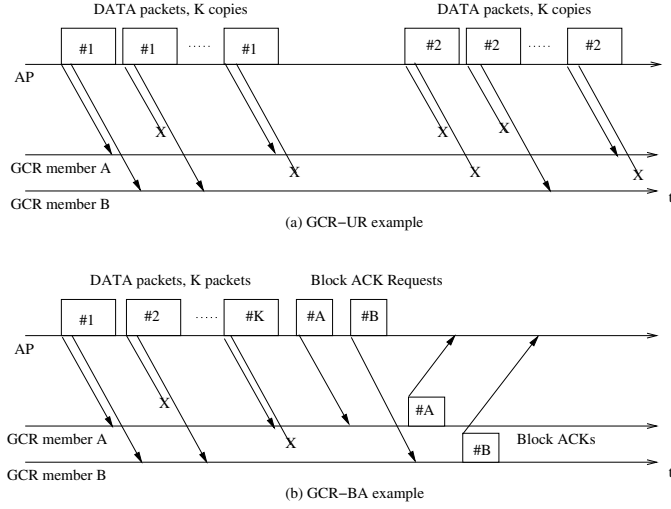 DATA packets, K copies
DATA packets, K copies
#1
#1
.....
#1
#2
#2
.....
#2
AP
X
X
X
X
X
X
GCR member A
GCR member B
t
(a) GCR−UR example
DATA packets, K packets
Block ACK Requests
#1
#2
.....
#K
#A
#B
AP
X
#A
GCR member A
X
Block ACKs
#B
GCR member B
t
(b) GCR−BA example